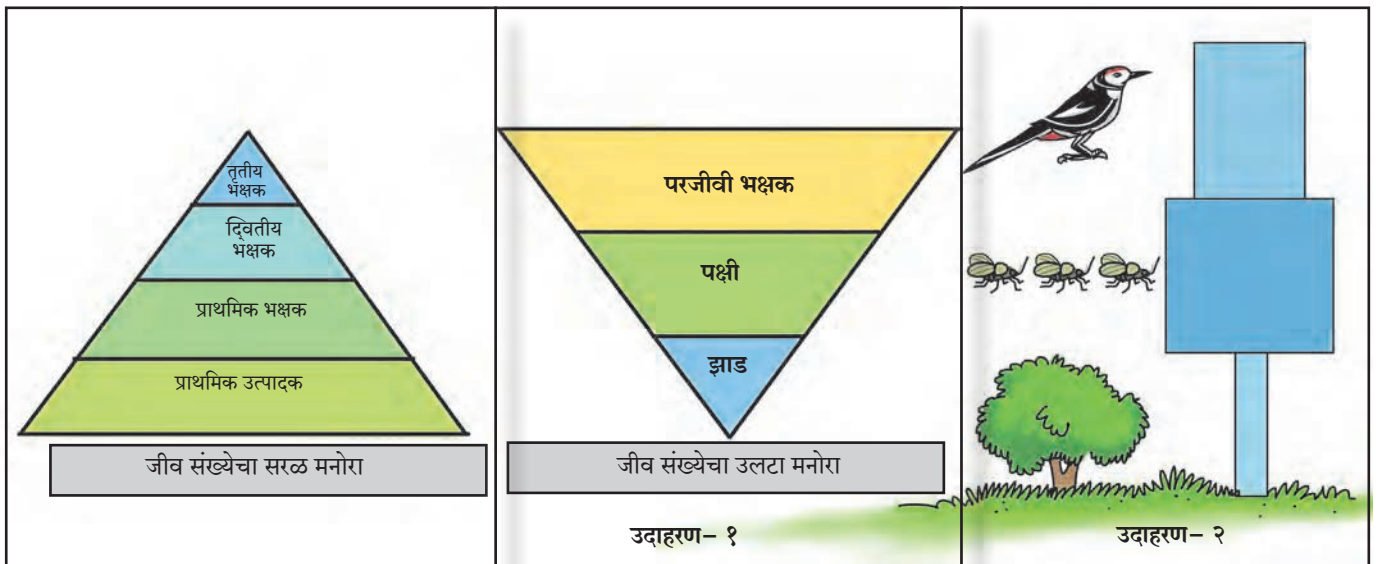 तृतीय
भक्षक
द्वितीय
भक्षक
प्राथमिक भक्षक
प्राथमिक उत्पादक
जीव संख्येचा सरळ मनोरा
परजीवी भक्षक
पक्षी
झाड
जीव संख्येचा उलटा मनोरा
उदाहरण– १
उदाहरण– २